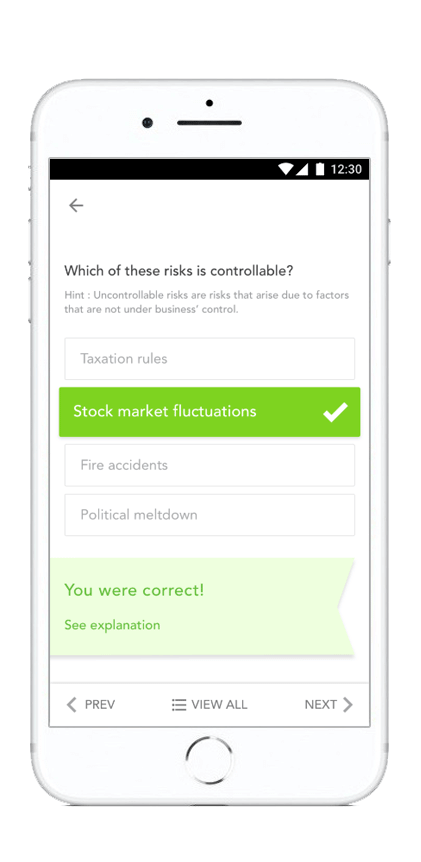 12:30
Which of these risks is controllable?
Hint : Uncontrollable risks are risks that arise due to factors
that are not under business’ control.
Taxation rules
Stock market fluctuations
Fire accidents
Political meltdown
You were correct!
See explanation
PREV
VIEW ALL
NEXT